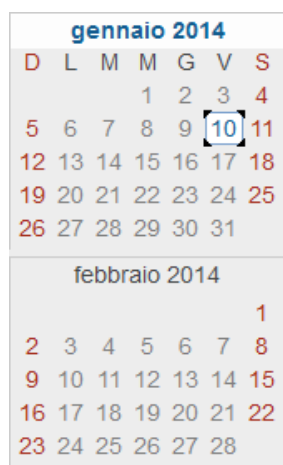 gennaio 2014
D L M M G V S
1 2 3 4
5 6 7 8 9 10 11
12 13 14 15 16 17 18
19 20 21 22 23 24 25
26 27 28 29 30 31
febbraio 2014
1
2 3 4 5 6 7 8
9 10 11 12 13 14 15
16 17 18 19 20 21 22
23 24 25 26 27 28